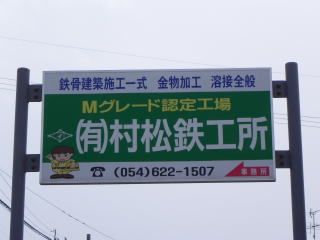 鉄骨建築施工一式 金物加工 溶接全般
Mグレード認定工場
(有)村松鉄工所
☎ (054)622-1507
事務所